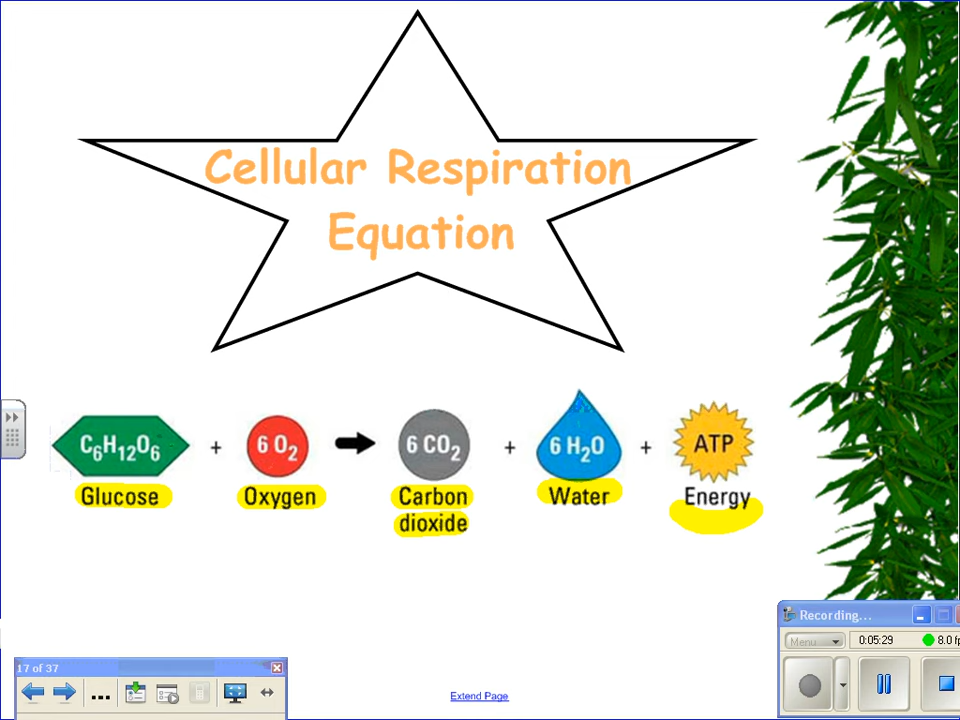 Cellular Respiration
Equation
C₆H₁₂O₆ + 6 O₂ → 6 CO₂ + 6 H₂O + ATP
Glucose Oxygen Carbon dioxide Water Energy
Recording...
Menu 0:05:29 8.0
17 of 37
...
Extend Page